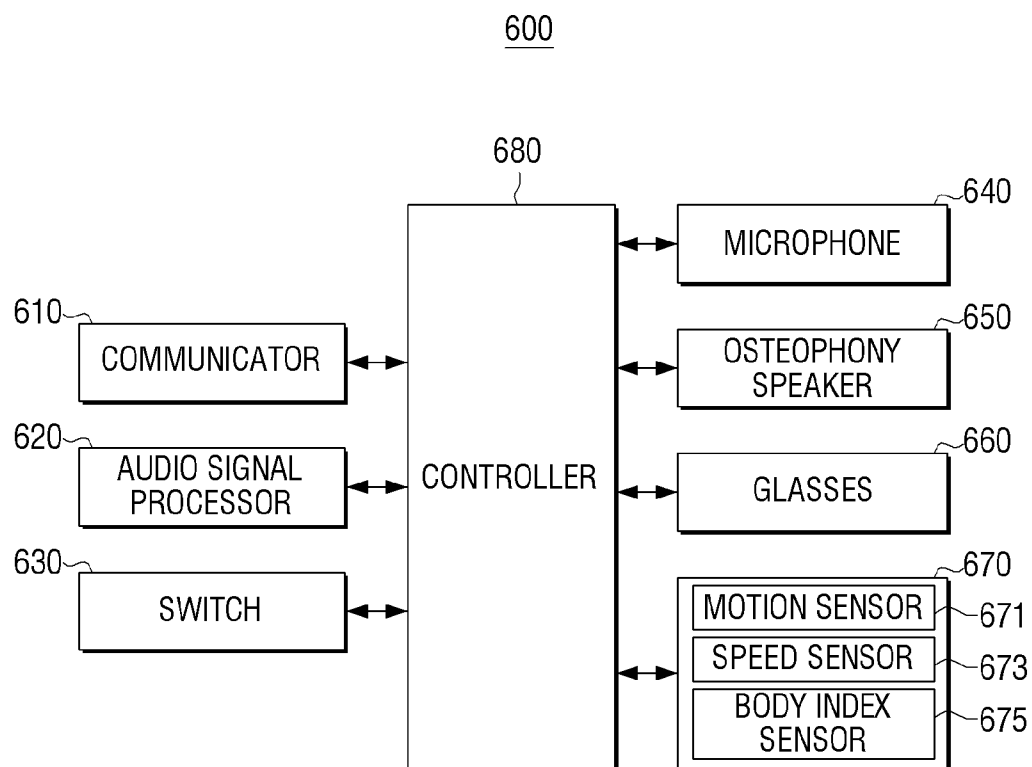 600
680
640
MICROPHONE
610
COMMUNICATOR
650
OSTEOPHONY
SPEAKER
620
AUDIO SIGNAL
PROCESSOR
CONTROLLER
660
GLASSES
630
SWITCH
670
MOTION SENSOR
671
SPEED SENSOR
673
BODY INDEX
SENSOR
675